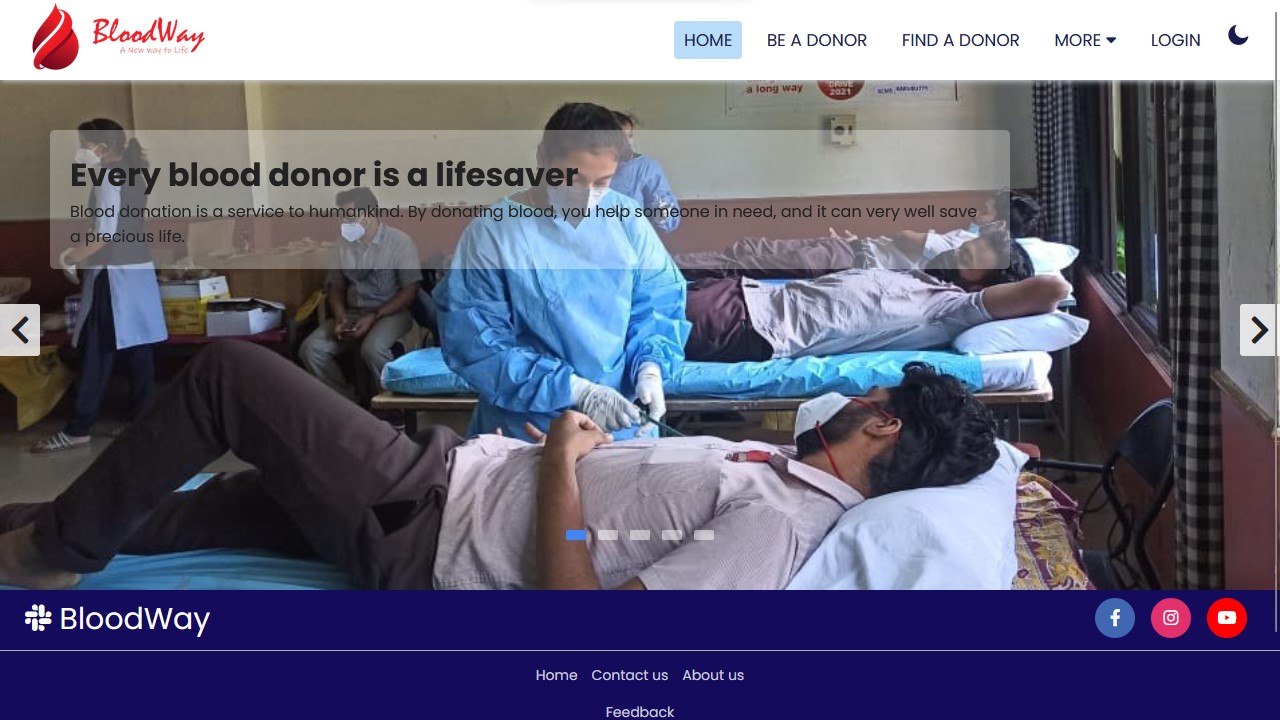 BloodWay
A New way to Life
HOME
BE A DONOR
FIND A DONOR
MORE
LOGIN
a long way
DRIVE
2021
Every blood donor is a lifesaver
Blood donation is a service to humankind. By donating blood, you help someone in need, and it can very well save
a precious life.
BloodWay
Home Contact us About us
Feedback